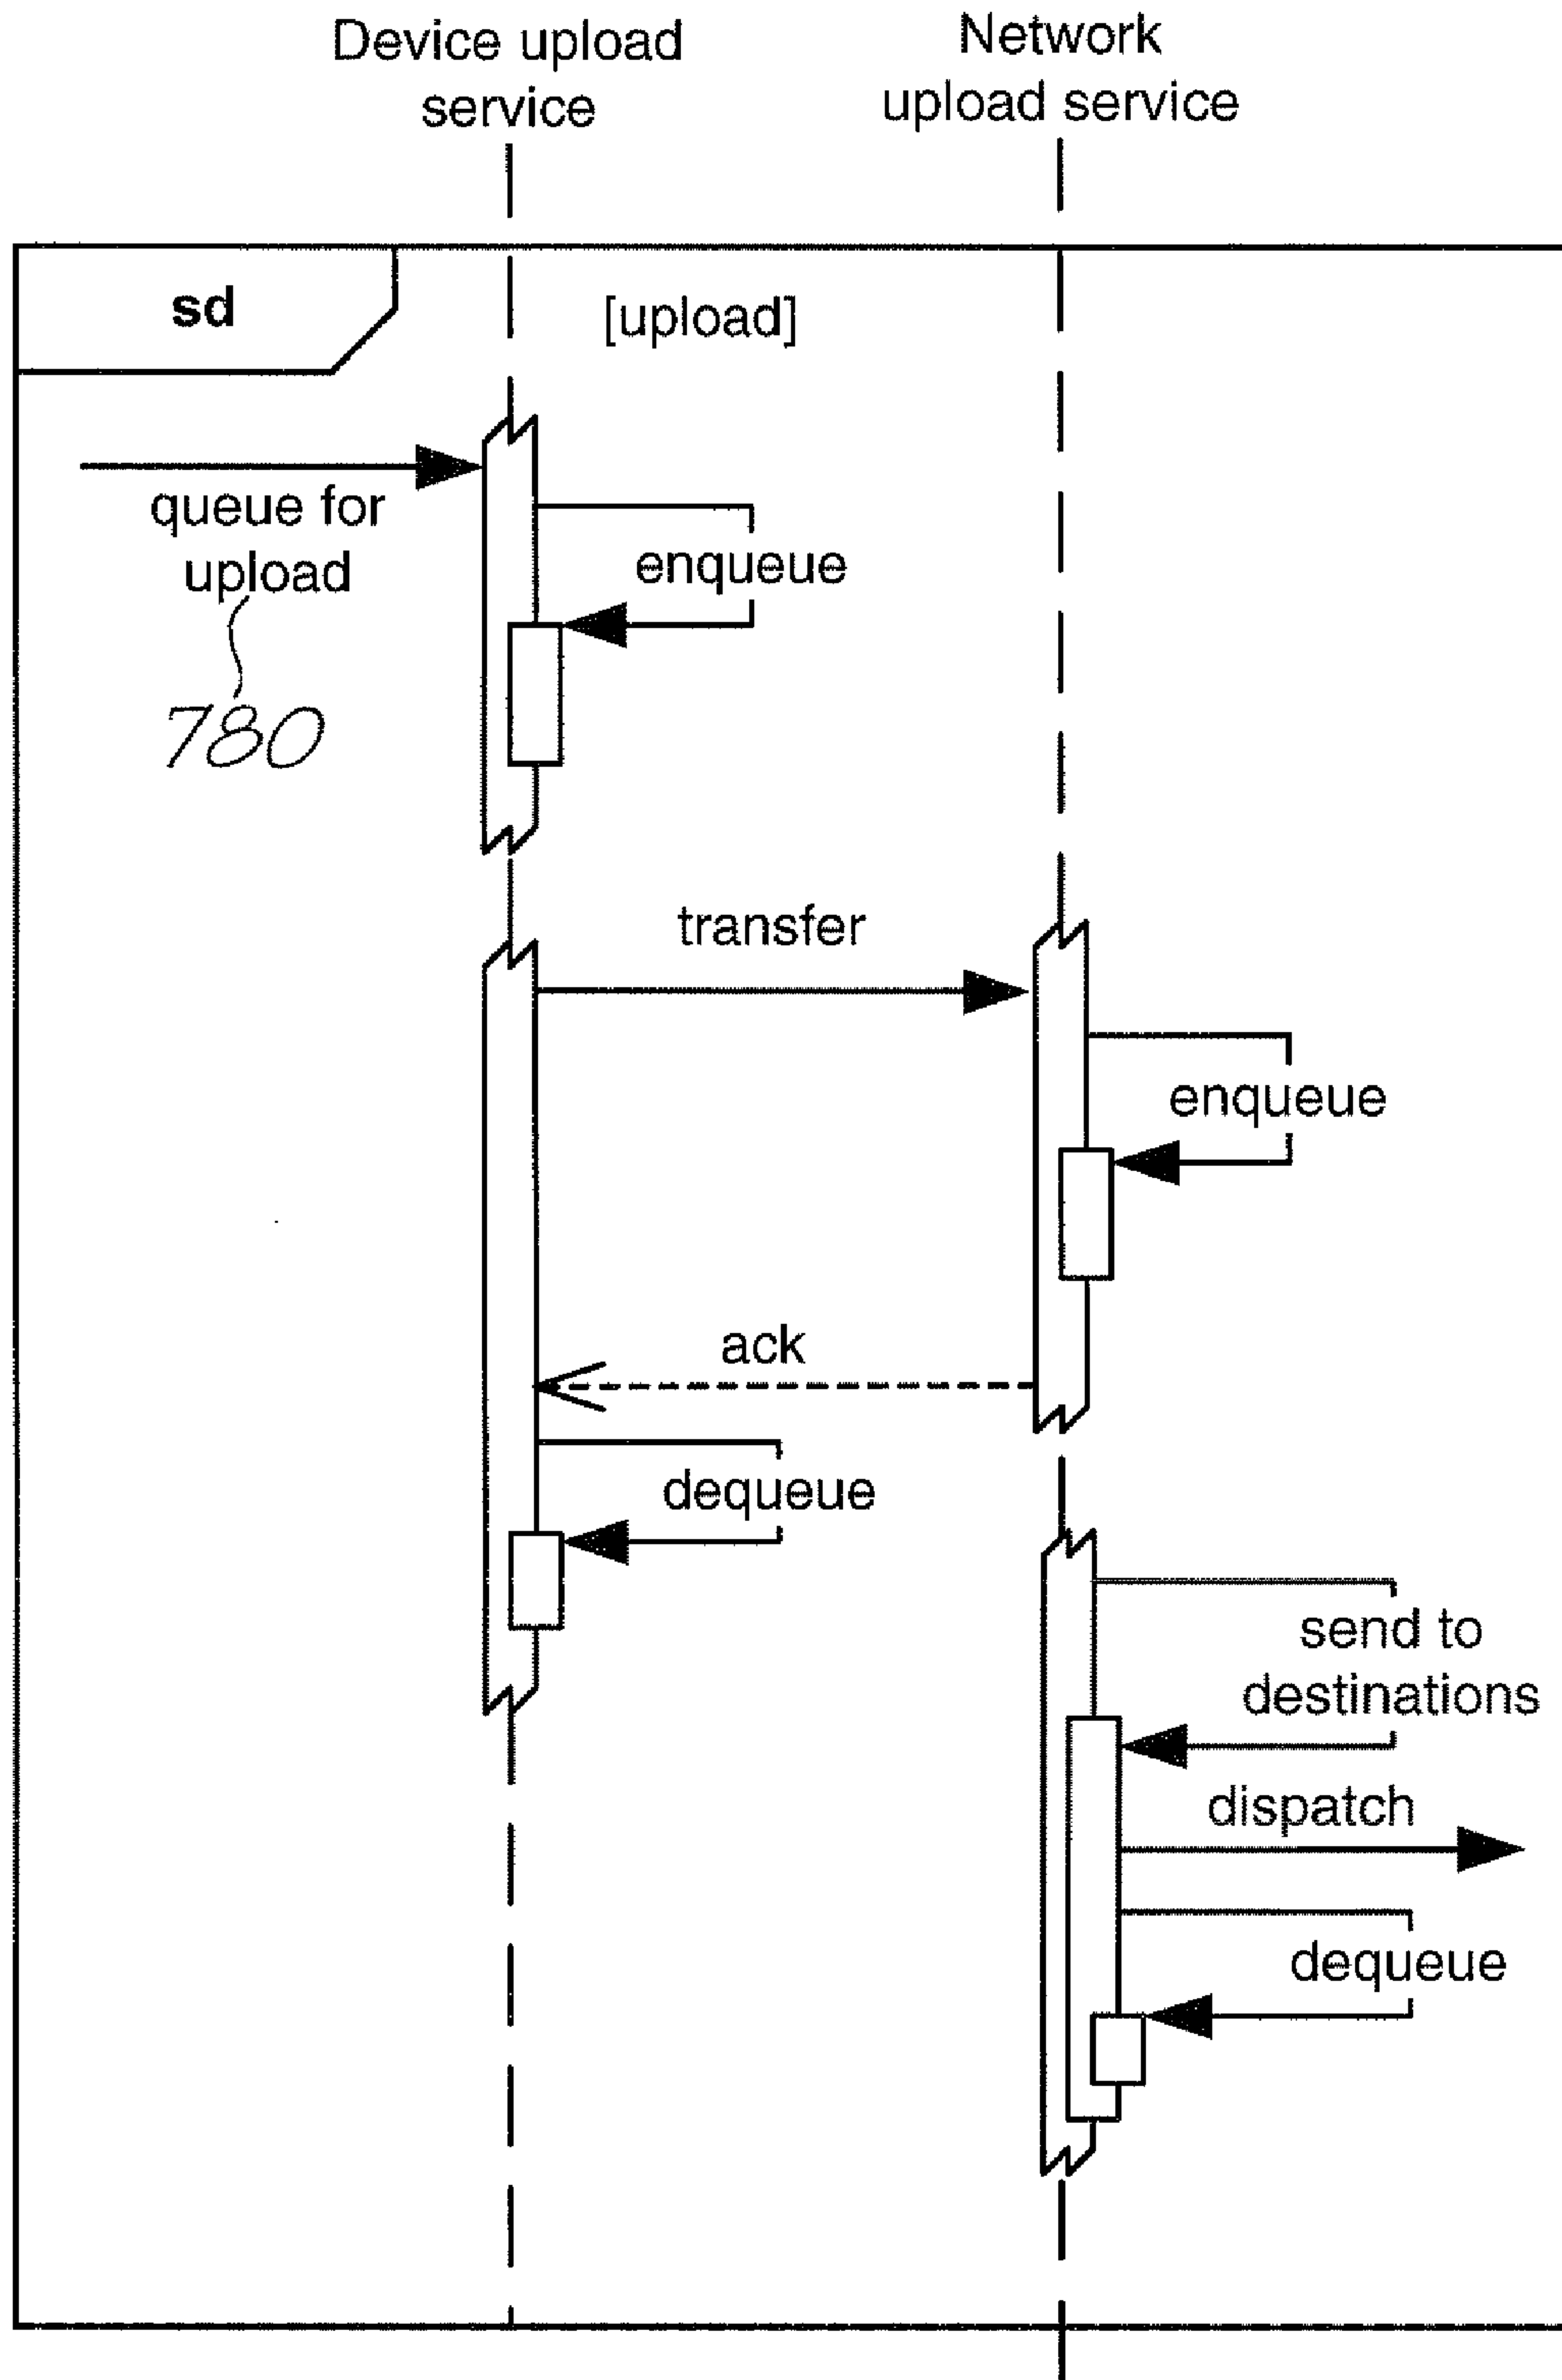 Device upload
service
Network
upload service
sd
[upload]
queue for
upload
780
enqueue
transfer
enqueue
ack
dequeue
send to
destinations
dispatch
dequeue